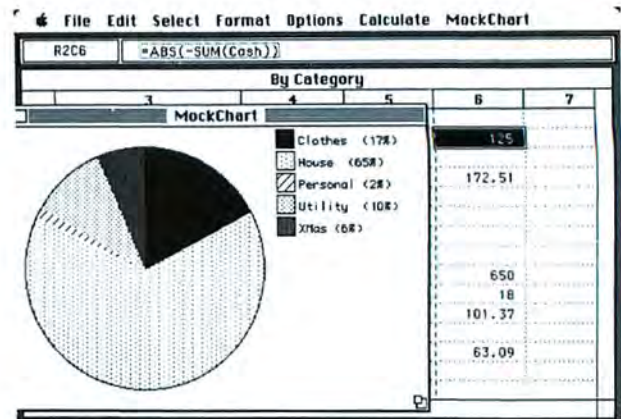 File Edit Select Format Options Calculate MockChart
R2C6 =ABS(-SUM(Cash))
By Category
3 4 5 6 7
MockChart
Clothes (17%)
House (65%)
Personal (2%)
Utility (10%)
XMas (6%)
125
172.51
650
18
101.37
63.09